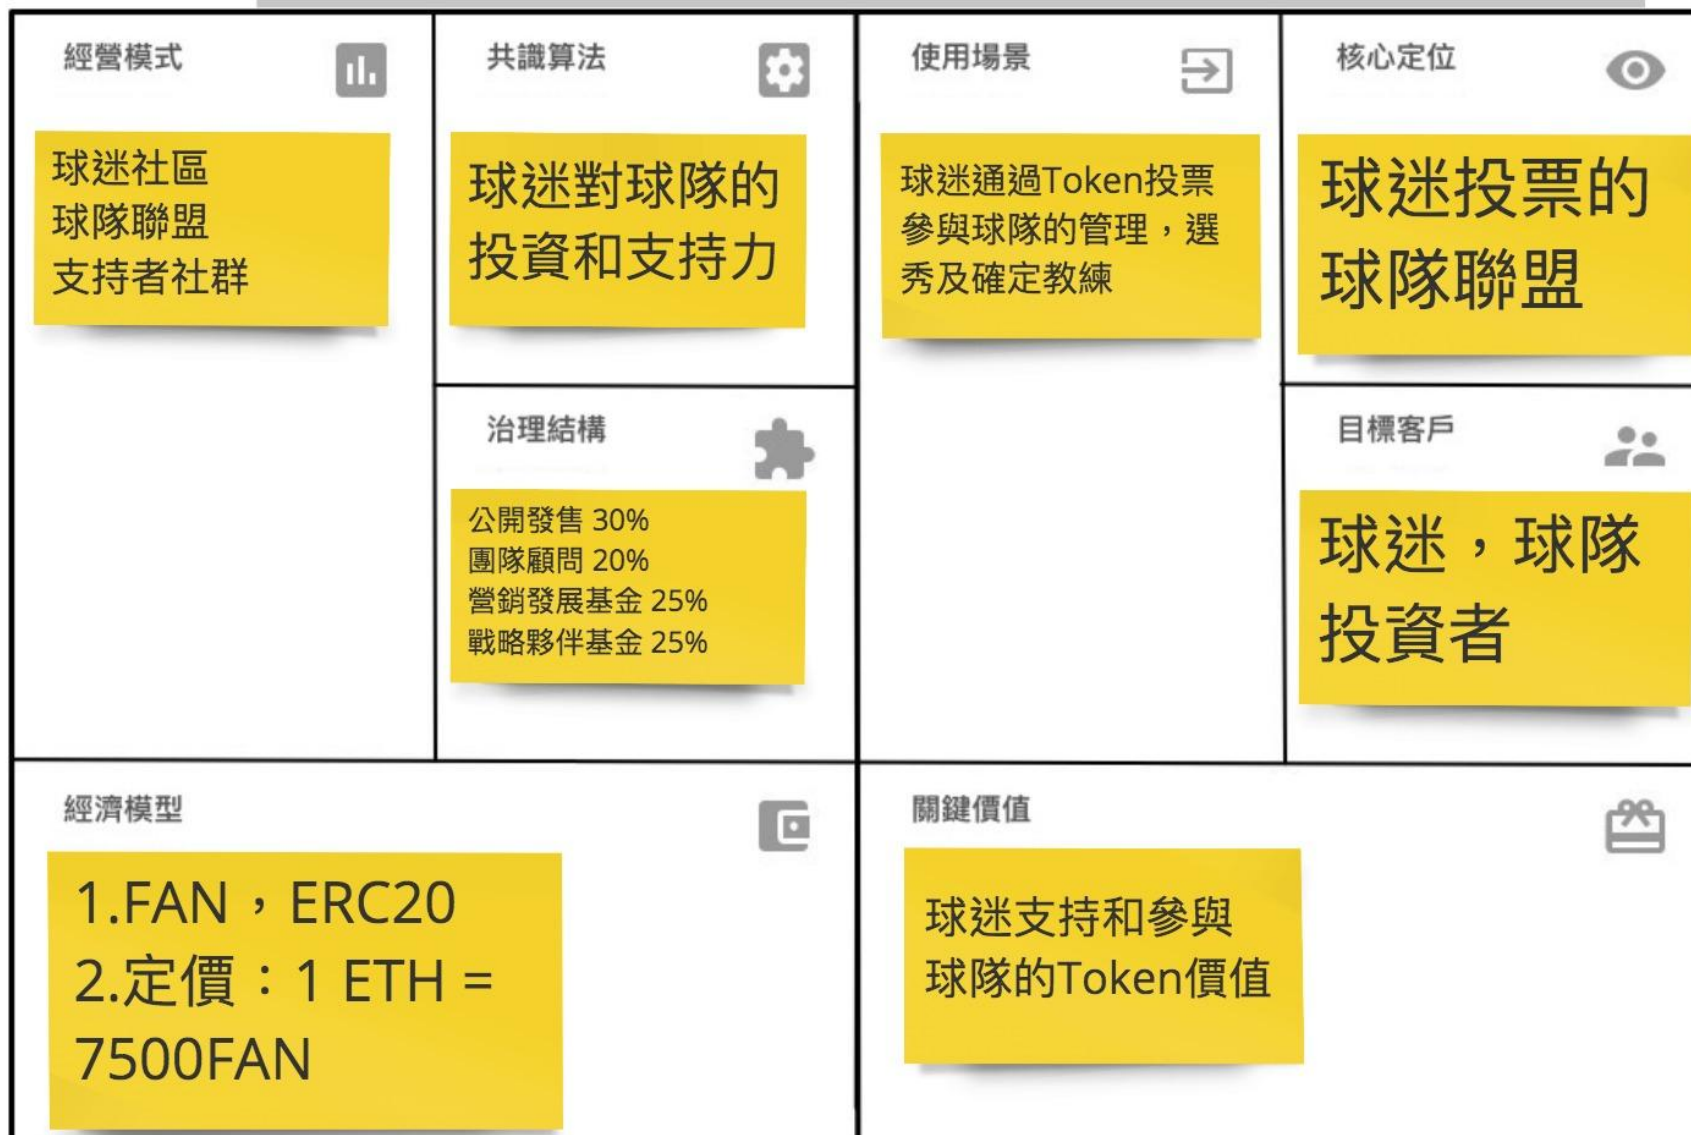 經營模式
球迷社區
球隊聯盟
支持者社群
共識算法
球迷對球隊的
投資和支持力
治理結構
公開發售 30%
團隊顧問 20%
營銷發展基金 25%
戰略夥伴基金 25%
使用場景
球迷通過Token投票
參與球隊的管理，選
秀及確定教練
核心定位
球迷投票的
球隊聯盟
目標客戶
球迷，球隊
投資者
經濟模型
1.FAN，ERC20
2.定價：1 ETH =
7500FAN
關鍵價值
球迷支持和參與
球隊的Token價值